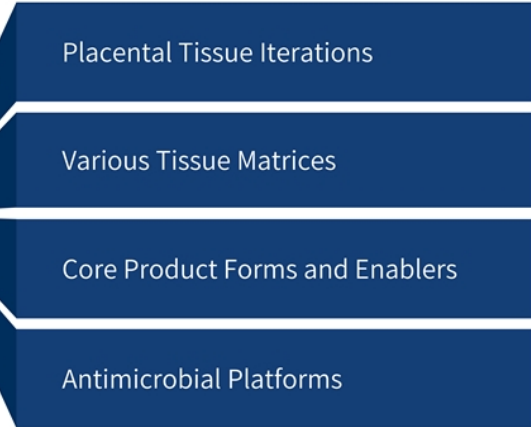 Placental Tissue Iterations
Various Tissue Matrices
Core Product Forms and Enablers
Antimicrobial Platforms